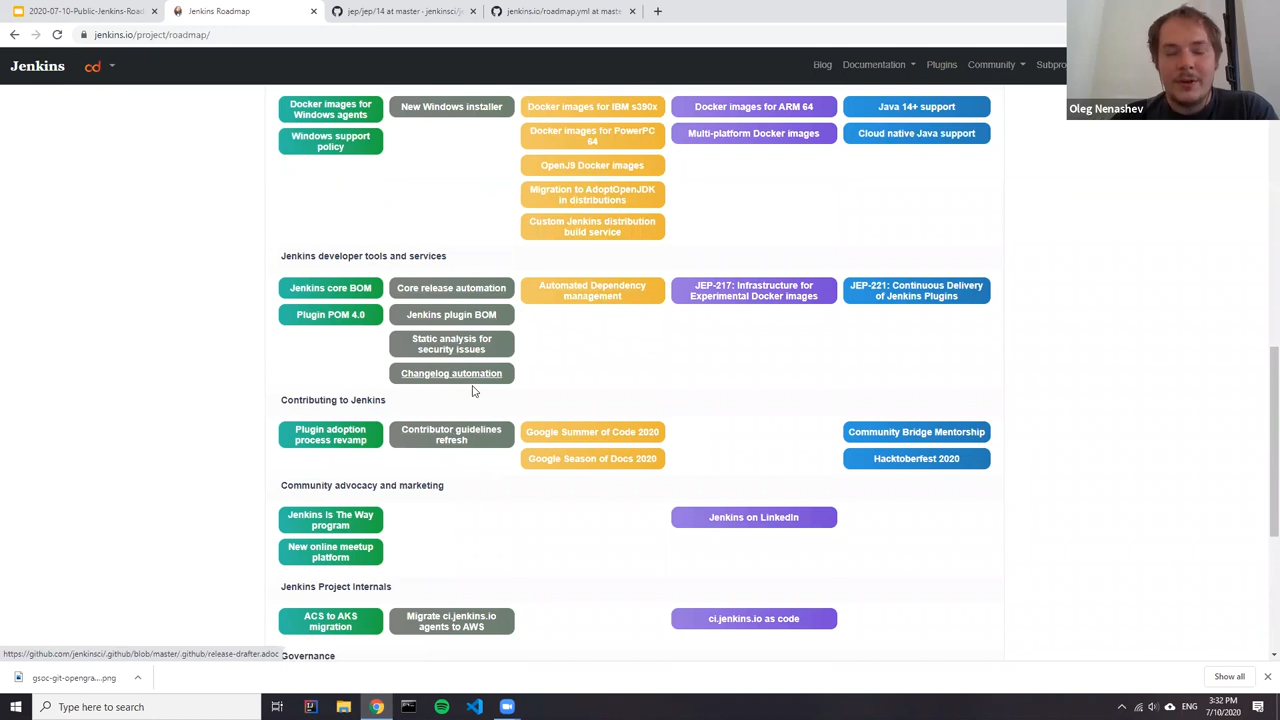 2020-07-10-Public-Jenkins-Road
Jenkins Roadmap
jep/jep/14 at master · jenkinsci/je
jenkins.io/roadmap.yml at master
jenkins.io/project/roadmap/
Jenkins
cd
Blog
Documentation
Plugins
Community
Subpro
Oleg Nenashev
Docker images for
Windows agents
New Windows installer
Docker images for IBM s390x
Docker images for ARM 64
Java 14+ support
Windows support
policy
Docker images for PowerPC
64
Multi-platform Docker images
Cloud native Java support
OpenJ9 Docker images
Migration to AdoptOpenJDK
in distributions
Custom Jenkins distribution
build service
Jenkins developer tools and services
Jenkins core BOM
Core release automation
Automated Dependency
management
JEP-217: Infrastructure for
Experimental Docker images
JEP-221: Continuous Delivery
of Jenkins Plugins
Plugin POM 4.0
Jenkins plugin BOM
Static analysis for
security issues
Changelog automation
Contributing to Jenkins
Plugin adoption
process revamp
Contributor guidelines
refresh
Google Summer of Code 2020
Community Bridge Mentorship
Google Season of Docs 2020
Hacktoberfest 2020
Community advocacy and marketing
Jenkins Is The Way
program
Jenkins on LinkedIn
New online meetup
platform
Jenkins Project Internals
ACS to AKS
migration
Migrate ci.jenkins.io
agents to AWS
ci.jenkins.io as code
https://github.com/jenkinsci/.github/blob/master/.github/release-drafter.adoc
Governance
gsoc-git-opengra....png
Show all
Type here to search
3:32 PM
7/10/2020